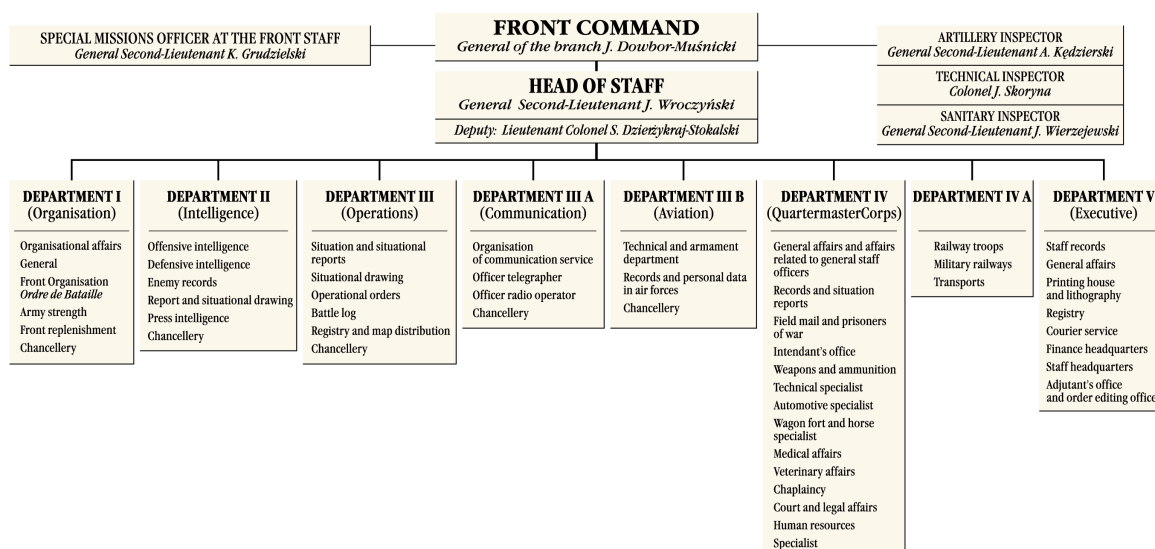 SPECIAL MISSIONS OFFICER AT THE FRONT STAFF
General Second-Lieutenant K. Grudzielski
FRONT COMMAND
General of the branch J. Dowbor-Muśnicki
HEAD OF STAFF
General Second-Lieutenant J. Wroczyński
Deputy: Lieutenant Colonel S. Dzierżykraj-Stokalski
ARTILLERY INSPECTOR
General Second-Lieutenant A. Kędzierski
TECHNICAL INSPECTOR
Colonel J. Skoryna
SANITARY INSPECTOR
General Second-Lieutenant J. Wierzejewski
DEPARTMENT I
(Organisation)
Organisational affairs
General
Front Organisation
Ordre de Bataille
Army strength
Front replenishment
Chancellery
DEPARTMENT II
(Intelligence)
Offensive intelligence
Defensive intelligence
Enemy records
Report and situational drawing
Press intelligence
Chancellery
DEPARTMENT III
(Operations)
Situation and situational
reports
Situational drawing
Operational orders
Battle log
Registry and map distribution
Chancellery
DEPARTMENT III A
(Communication)
Organisation
of communication service
Officer telegrapher
Officer radio operator
Chancellery
DEPARTMENT III B
(Aviation)
Technical and armament
department
Records and personal data
in air forces
Chancellery
DEPARTMENT IV
(QuartermasterCorps)
General affairs and affairs
related to general staff
officers
Records and situation
reports
Field mail and prisoners
of war
Intendant's office
Weapons and ammunition
Technical specialist
Automotive specialist
Wagon fort and horse
specialist
Medical affairs
Veterinary affairs
Chaplaincy
Court and legal affairs
Human resources
Specialist
DEPARTMENT IV A
Railway troops
Military railways
Transports
DEPARTMENT V
(Executive)
Staff records
General affairs
Printing house
and lithography
Registry
Courier service
Finance headquarters
Staff headquarters
Adjutant's office
and order editing office